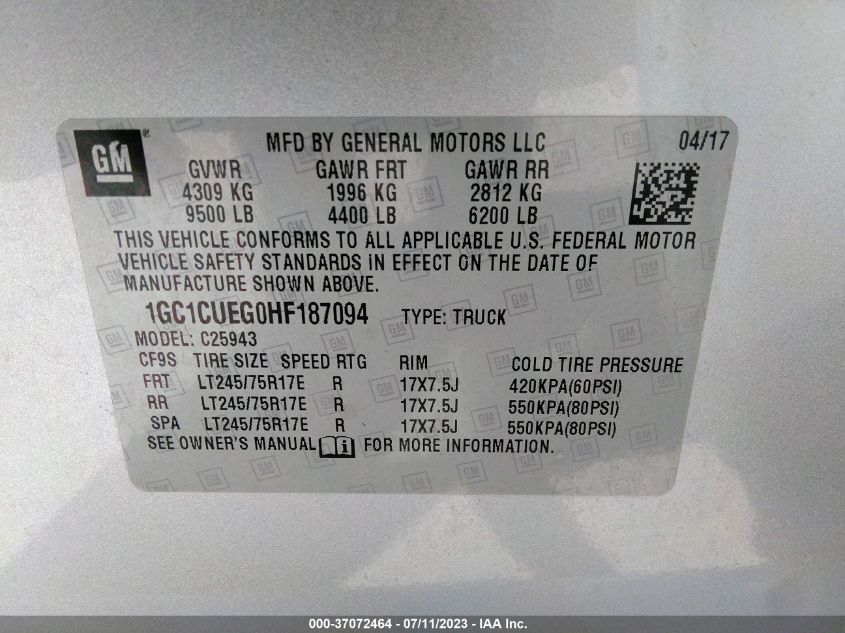 GM ® MFD BY GENERAL MOTORS LLC 04/17
GVWR GAWR FRT GAWR RR
4309 KG 1996 KG 2812 KG
9500 LB 4400 LB 6200 LB
THIS VEHICLE CONFORMS TO ALL APPLICABLE U.S. FEDERAL MOTOR
VEHICLE SAFETY STANDARDS IN EFFECT ON THE DATE OF
MANUFACTURE SHOWN ABOVE.
1GC1CUEG0HF187094 TYPE: TRUCK
MODEL: C25943
CF9S TIRE SIZE SPEED RTG RIM COLD TIRE PRESSURE
FRT LT245/75R17E R 17X7.5J 420KPA(60PSI)
RR LT245/75R17E R 17X7.5J 550KPA(80PSI)
SPA LT245/75R17E R 17X7.5J 550KPA(80PSI)
SEE OWNER'S MANUAL i FOR MORE INFORMATION.
000-37072464 - 07/11/2023 - IAA Inc.